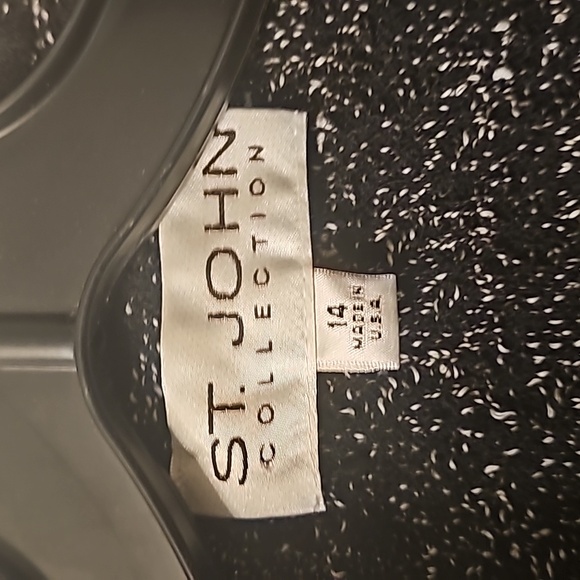 ST. JOHN
COLLECTION
14
MADE IN
U.S.A.